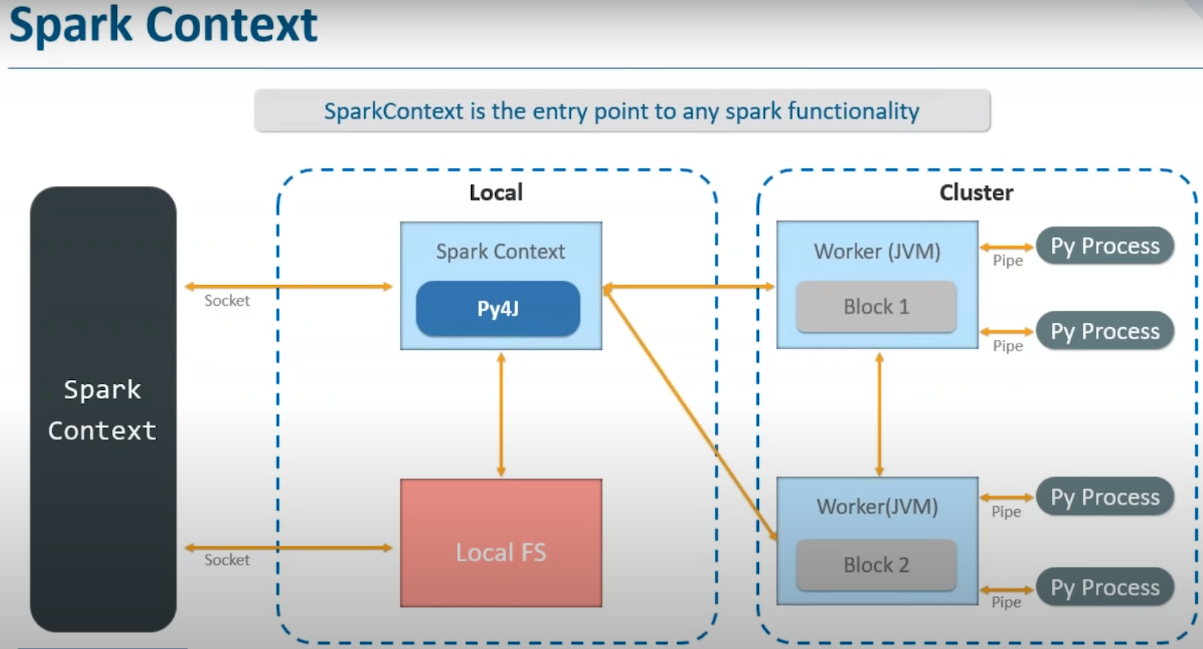 Spark Context
SparkContext is the entry point to any spark functionality
Local
Cluster
Spark Context
Py4J
Worker (JVM)
Block 1
Py Process
Pipe
Py Process
Pipe
Socket
Spark
Context
Local FS
Socket
Worker(JVM)
Block 2
Py Process
Pipe
Py Process
Pipe